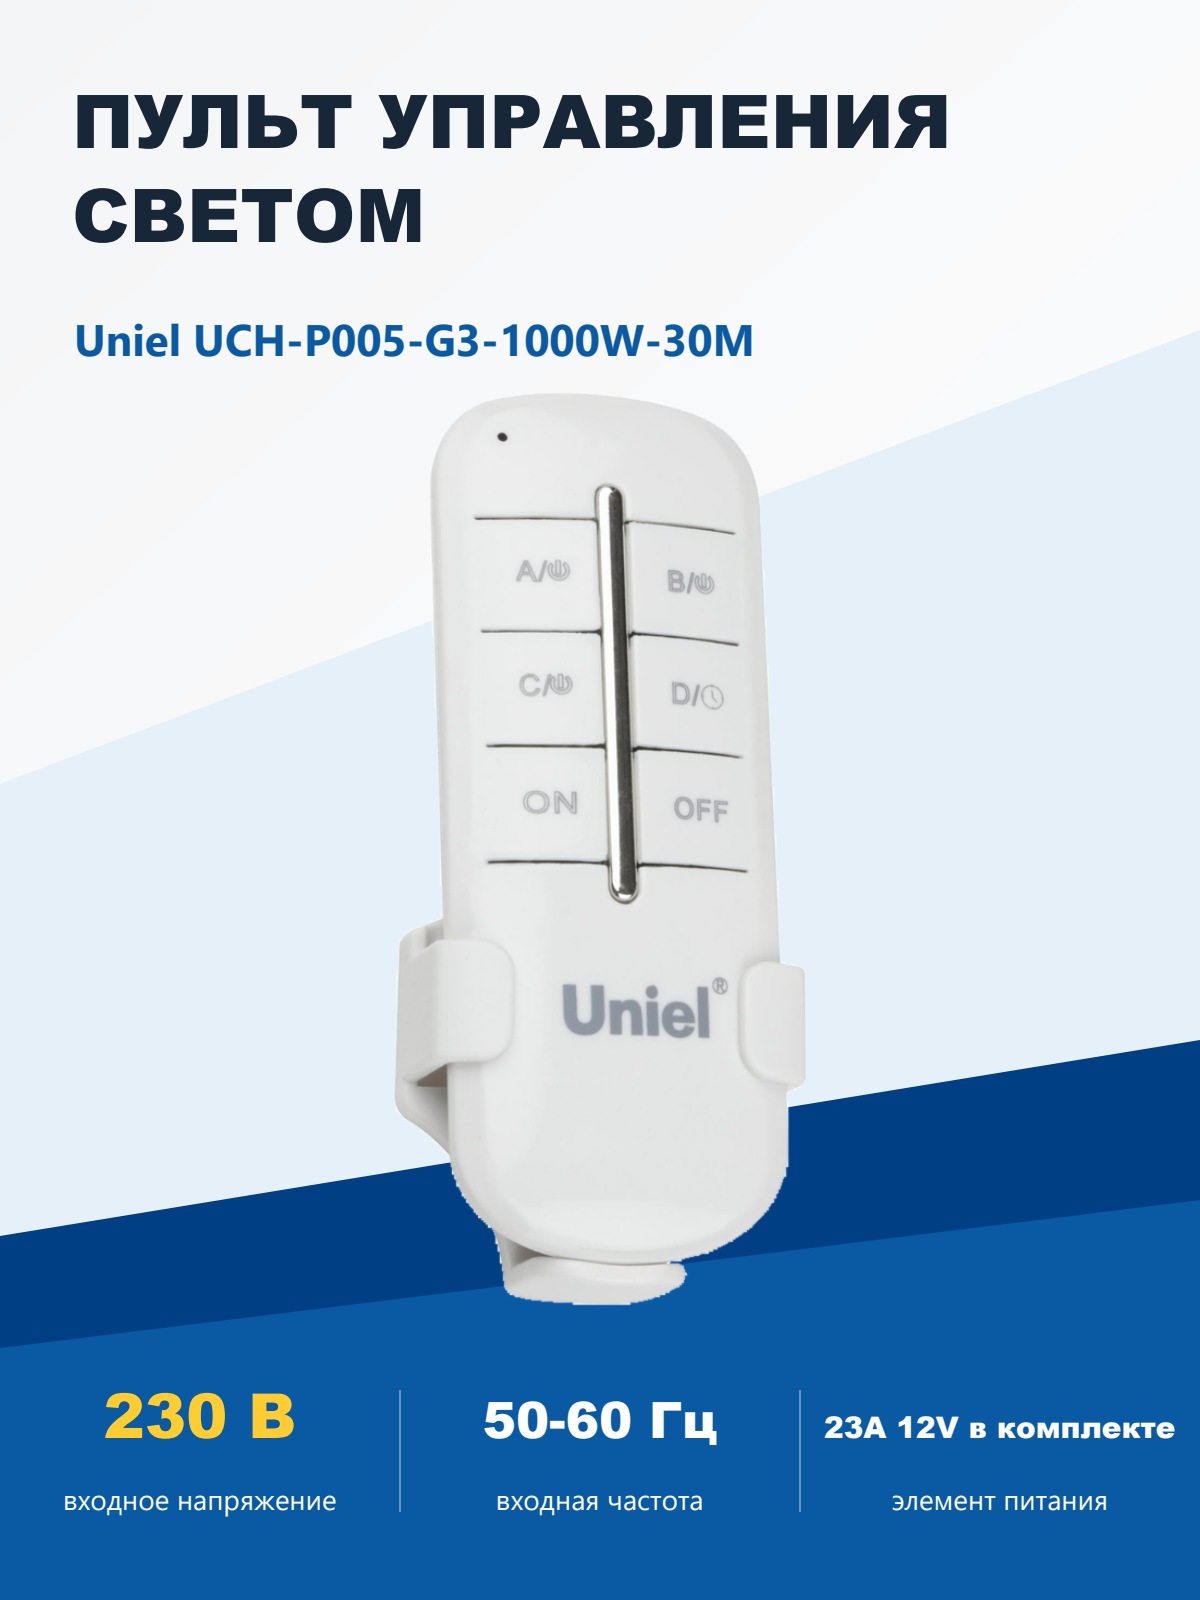 ПУЛЬТ УПРАВЛЕНИЯ
СВЕТОМ
Uniel UCH-P005-G3-1000W-30M
A/⏻ B/⏻
C/⏻ D/🕓
ON OFF
Uniel®
230 В
входное напряжение
50-60 Гц
входная частота
23A 12V в комплекте
элемент питания